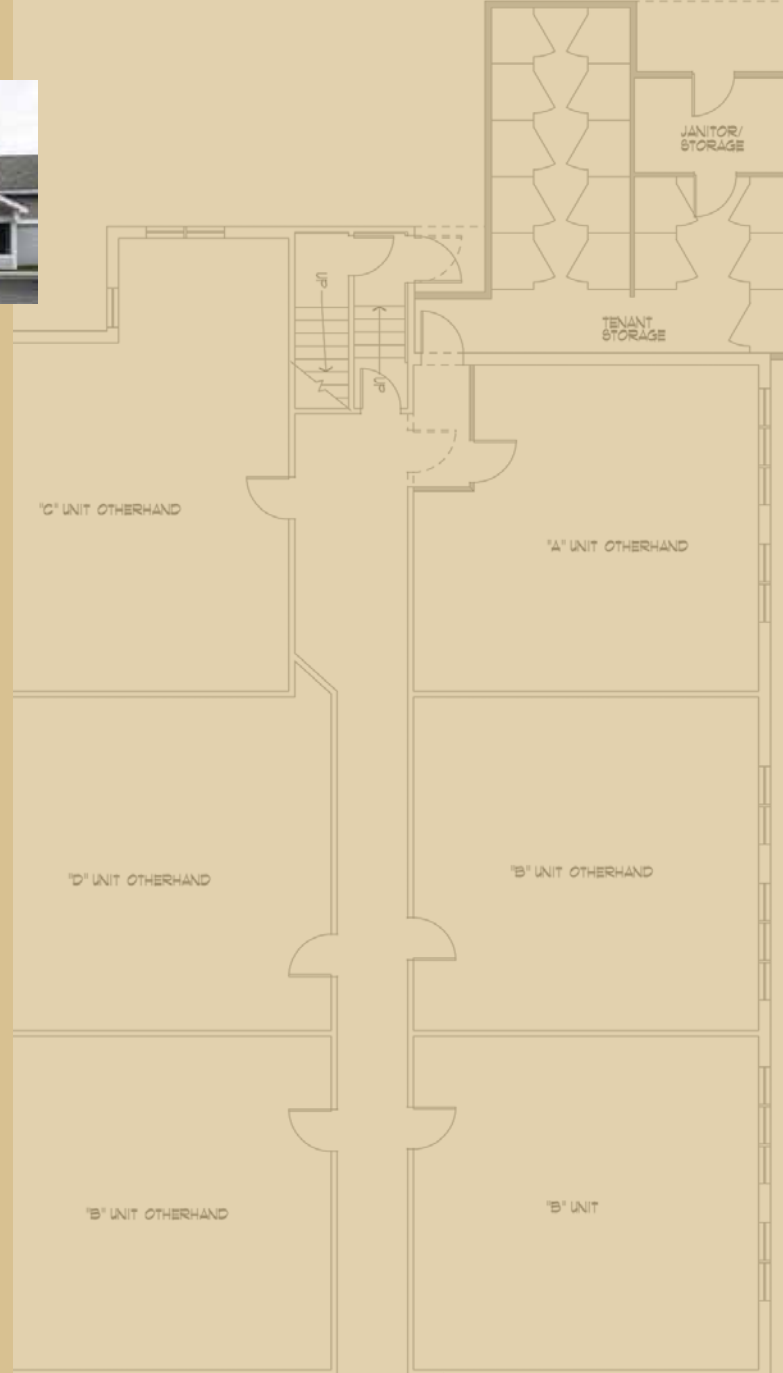 JANITOR/
STORAGE
UP
TENANT
STORAGE
UP
"C" UNIT OTHERHAND
"A" UNIT OTHERHAND
"D" UNIT OTHERHAND
"B" UNIT OTHERHAND
"B" UNIT OTHERHAND
"B" UNIT